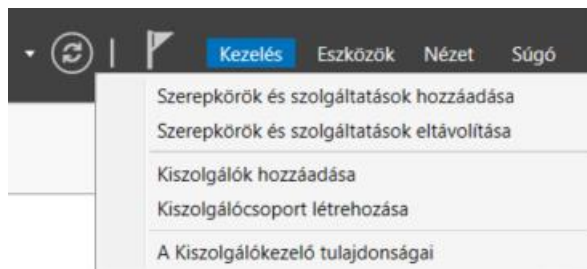 Kezelés Eszközök Nézet Súgó
Szerepkörök és szolgáltatások hozzáadása
Szerepkörök és szolgáltatások eltávolítása
Kiszolgálók hozzáadása
Kiszolgálócsoport létrehozása
A Kiszolgálókezelő tulajdonságai